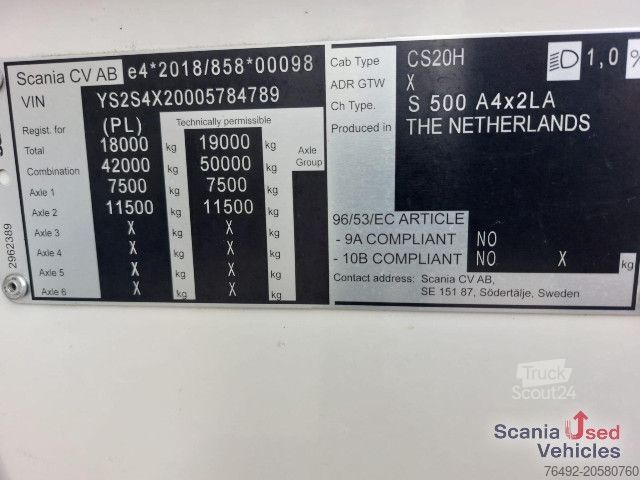 Scania CV AB e4*2018/858*00098
VIN YS2S4X20005784789
Regist. for (PL) Technically permissible
Total 18000 kg 19000 kg Axle Group
Combination 42000 kg 50000 kg
Axle 1 7500 kg 7500 kg
Axle 2 11500 kg 11500 kg
Axle 3 X kg X kg
Axle 4 X kg X kg
Axle 5 X kg X kg
Axle 6 X kg X kg kg
2962389
Cab Type CS20H 1,0%
ADR GTW X
Ch Type. S 500 A4x2LA
Produced in THE NETHERLANDS
96/53/EC ARTICLE
- 9A COMPLIANT NO
- 10B COMPLIANT NO X kg
Contact address: Scania CV AB,
SE 151 87, Södertälje, Sweden
Truck
Scout24
Scania Used
Vehicles
76492-20580760